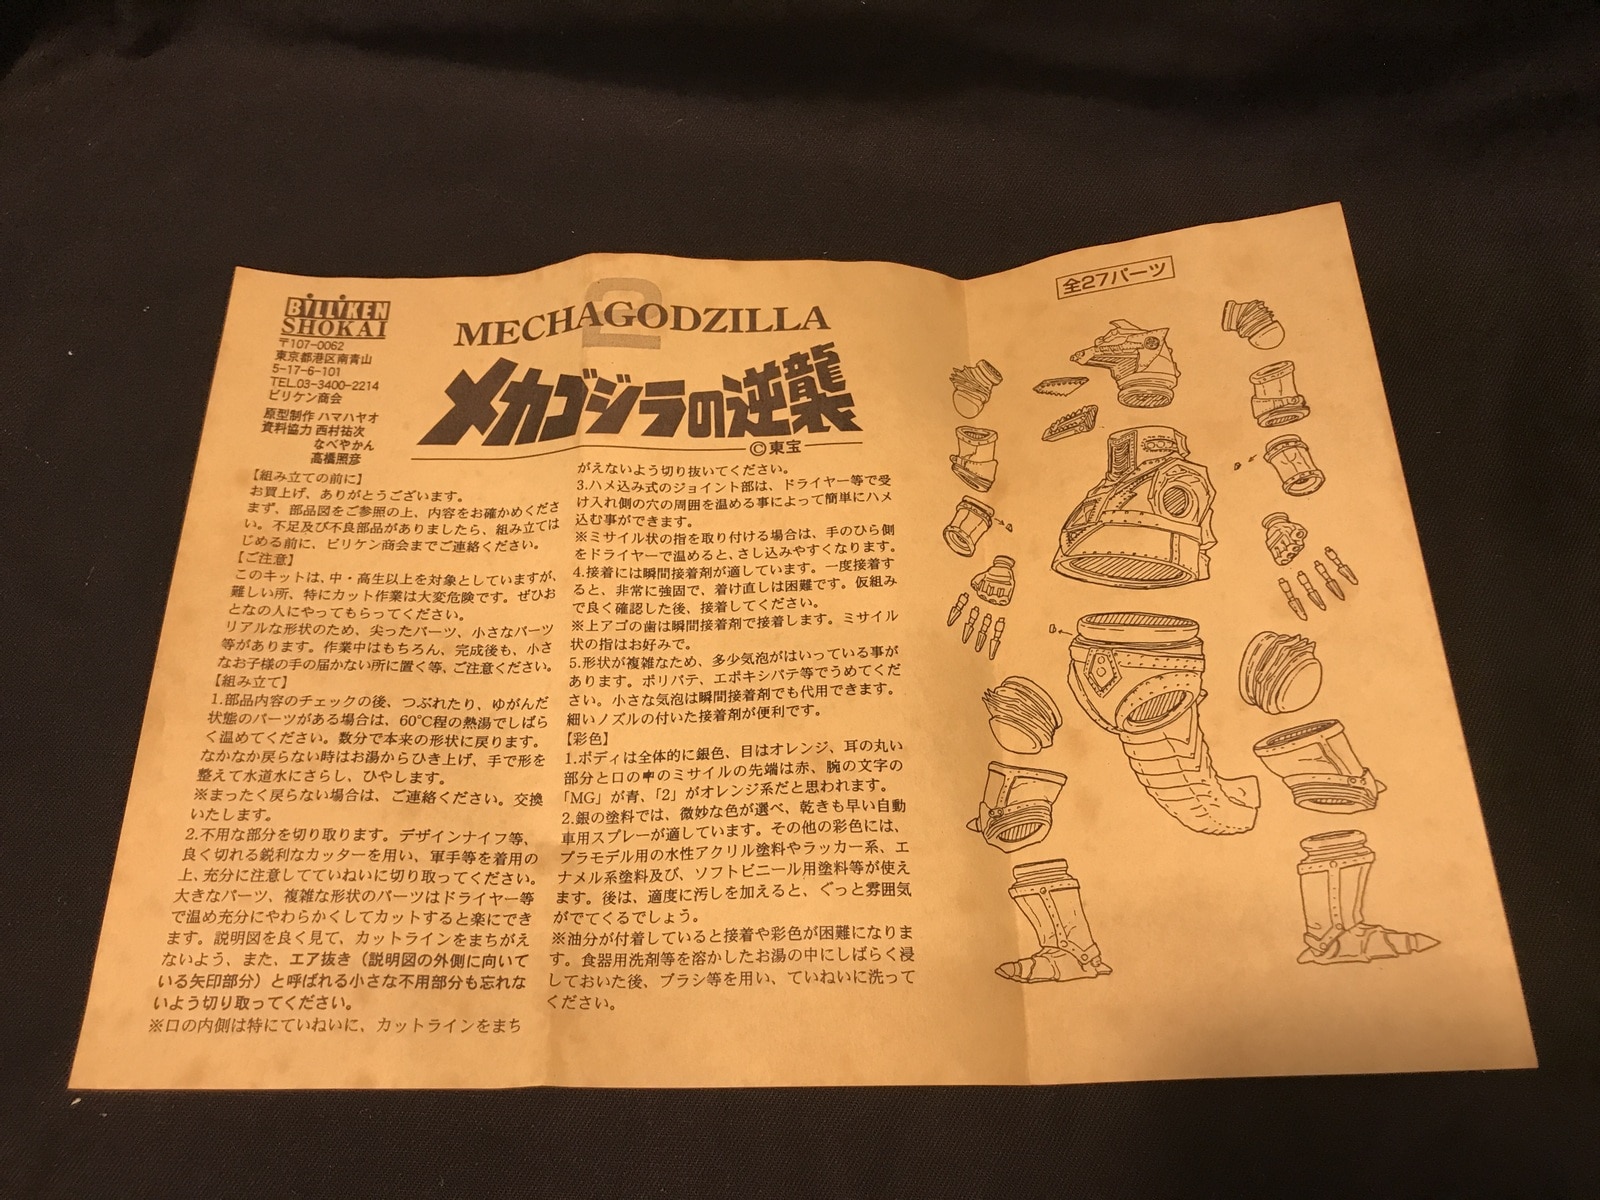 BILLIKEN
SHOKAI
〒107-0062
東京都港区南青山
5-17-6-101
TEL.03-3400-2214
ビリケン商会
原型制作 ハマハヤオ
資料協力 西村祐次
なべやかん
高橋照彦
2
MECHAGODZILLA
メカゴジラの逆襲
©東宝
【組み立ての前に】
お買上げ、ありがとうございます。
まず、部品図をご参照の上、内容をお確かめくださ
い。不足及び不良部品がありましたら、組み立ては
じめる前に、ビリケン商会までご連絡ください。
【ご注意】
このキットは、中・高生以上を対象としていますが、
難しい所、特にカット作業は大変危険です。ぜひお
となの人にやってもらってください。
リアルな形状のため、尖ったパーツ、小さなパーツ
等があります。作業中はもちろん、完成後も、小さ
なお子様の手の届かない所に置く等、ご注意ください。
【組み立て】
1.部品内容のチェックの後、つぶれたり、ゆがんだ
状態のパーツがある場合は、60℃程の熱湯でしばら
く温めてください。数分で本来の形状に戻ります。
なかなか戻らない時はお湯からひき上げ、手で形を
整えて水道水にさらし、ひやします。
※まったく戻らない場合は、ご連絡ください。交換
いたします。
2.不用な部分を切り取ります。デザインナイフ等、
良く切れる鋭利なカッターを用い、軍手等を着用の
上、充分に注意してていねいに切り取ってください。
大きなパーツ、複雑な形状のパーツはドライヤー等
で温め充分にやわらかくしてカットすると楽にでき
ます。説明図を良く見て、カットラインをまちがえ
ないよう、また、エア抜き（説明図の外側に向いて
いる矢印部分）と呼ばれる小さな不用部分も忘れな
いよう切り取ってください。
※口の内側は特にていねいに、カットラインをまち
がえないよう切り抜いてください。
3.ハメ込み式のジョイント部は、ドライヤー等で受
け入れ側の穴の周囲を温める事によって簡単にハメ
込む事ができます。
※ミサイル状の指を取り付ける場合は、手のひら側
をドライヤーで温めると、さし込みやすくなります。
4.接着には瞬間接着剤が適しています。一度接着す
ると、非常に強固で、着け直しは困難です。仮組み
で良く確認した後、接着してください。
※上アゴの歯は瞬間接着剤で接着します。ミサイル
状の指はお好みで。
5.形状が複雑なため、多少気泡がはいっている事が
あります。ポリパテ、エポキシパテ等でうめてくだ
さい。小さな気泡は瞬間接着剤でも代用できます。
細いノズルの付いた接着剤が便利です。
【彩色】
1.ボディは全体的に銀色、目はオレンジ、耳の丸い
部分と口の中のミサイルの先端は赤、腕の文字の
「MG」が青、「2」がオレンジ系だと思われます。
2.銀の塗料では、微妙な色が選べ、乾きも早い自動
車用スプレーが適しています。その他の彩色には、
プラモデル用の水性アクリル塗料やラッカー系、エ
ナメル系塗料及び、ソフトビニール用塗料等が使え
ます。後は、適度に汚しを加えると、ぐっと雰囲気
がでてくるでしょう。
※油分が付着していると接着や彩色が困難になりま
す。食器用洗剤等を溶かしたお湯の中にしばらく浸
しておいた後、ブラシ等を用い、ていねいに洗って
ください。
全27パーツ